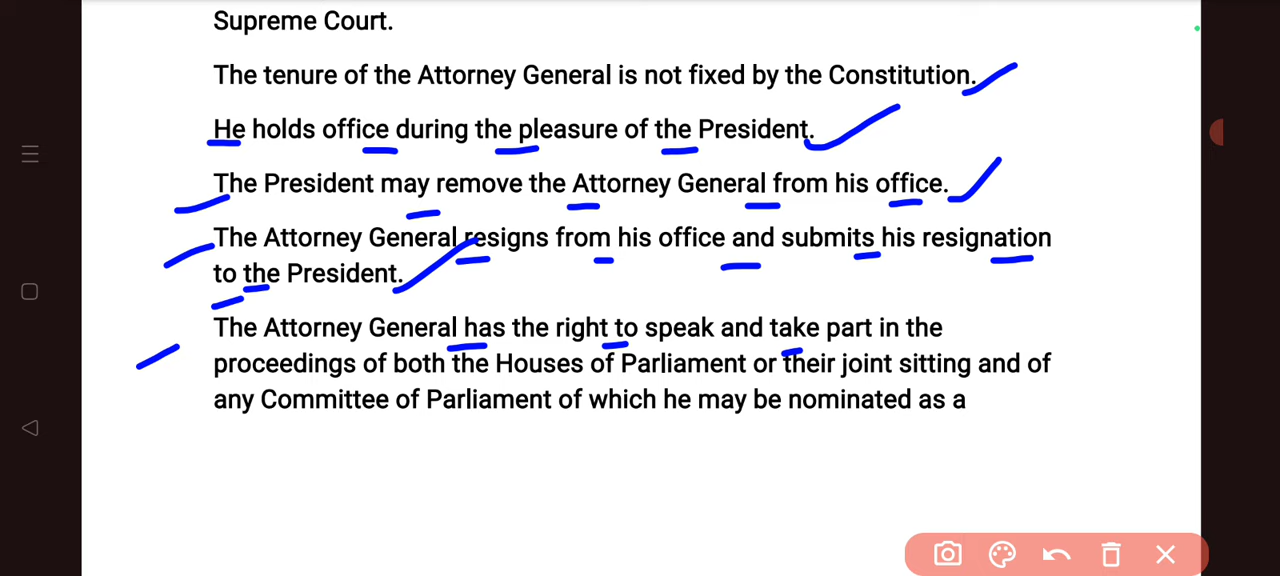 Supreme Court.
The tenure of the Attorney General is not fixed by the Constitution.
He holds office during the pleasure of the President.
The President may remove the Attorney General from his office.
The Attorney General resigns from his office and submits his resignation
to the President.
The Attorney General has the right to speak and take part in the
proceedings of both the Houses of Parliament or their joint sitting and of
any Committee of Parliament of which he may be nominated as a